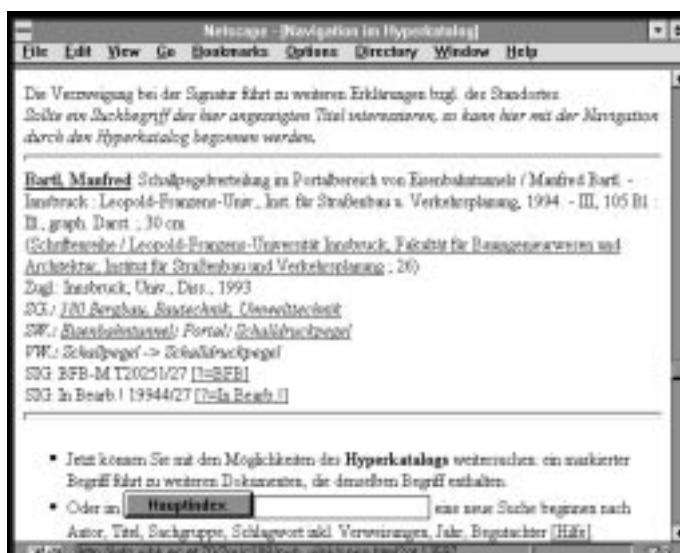 Netscape - [Navigation im Hyperkatalog]
File Edit View Go Bookmarks Options Directory Window Help
Die Verzweigung bei der Signatur führt zu weiteren Erklärungen bzgl. des Standortes.
Sollte ein Suchbegriff des hier angezeigten Titel interessieren, so kann hier mit der Navigation
durch den Hyperkatalog begonnen werden.
Bartl, Manfred: Schallpegelverteilung im Portalbereich von Eisenbahntunnels / Manfred Bartl. -
Innsbruck : Leopold-Franzens-Univ., Inst. für Straßenbau u. Verkehrsplanung, 1994. - III, 105 Bl. :
Ill., graph. Darst. ; 30 cm
(Schriftenreihe / Leopold-Franzens-Universität Innsbruck, Fakultät für Bauingenieurwesen und
Architektur, Institut für Straßenbau und Verkehrsplanung ; 26)
Zugl.: Innsbruck, Univ., Diss., 1993
SG.: 180 Bergbau, Bautechnik, Umwelttechnik
SW.: Eisenbahntunnel; Portal; Schalldruckpegel
VW.: Schallpegel -> Schalldruckpegel
SIG: BFB-M T20251/27 [?=BFB]
SIG: In Bearb.! 19944/27 [?=In Bearb.!]
• Jetzt können Sie mit den Möglichkeiten des Hyperkatalogs weitersuchen: ein markierter
Begriff führt zu weiteren Dokumenten, die denselben Begriff enthalten.
• Oder im Hauptindex eine neue Suche beginnen nach
Autor, Titel, Sachgruppe, Schlagwort inkl. Verweisungen, Jahr, Begutachter [Hilfe].